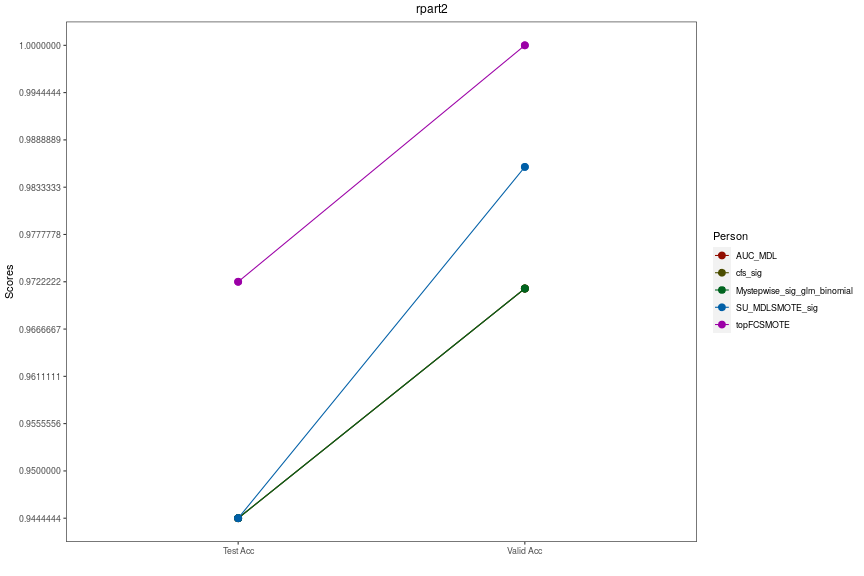 rpart2
1.0000000
0.9944444
0.9888889
0.9833333
0.9777778
0.9722222
0.9666667
0.9611111
0.9555556
0.9500000
0.9444444
Scores
Test Acc
Valid Acc
Person
AUC_MDL
cfs_sig
Mystepwise_sig_glm_binomial
SU_MDLSMOTE_sig
topFCSMOTE